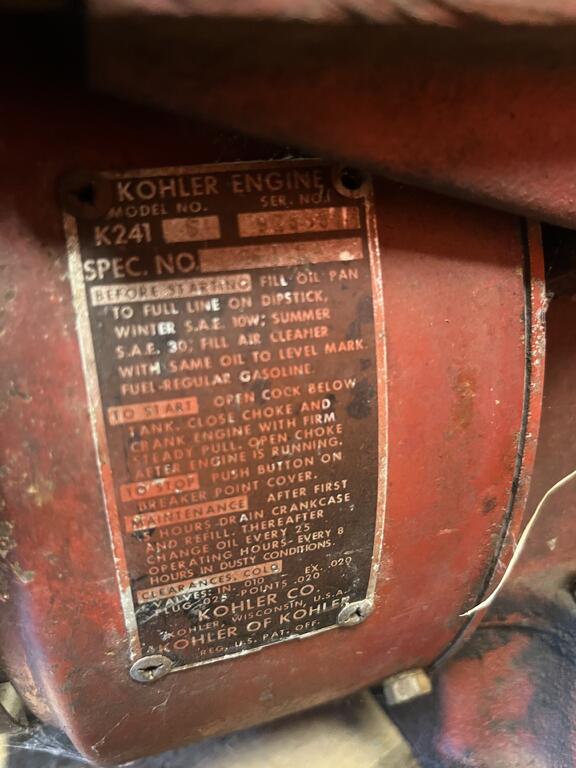 KOHLER ENGINE
MODEL NO. SER. NO.
K241 S
SPEC. NO.
BEFORE STARTING FILL OIL PAN
TO FULL LINE ON DIPSTICK,
WINTER S.A.E. 10W; SUMMER
S.A.E. 30; FILL AIR CLEANER
WITH SAME OIL TO LEVEL MARK.
FUEL-REGULAR GASOLINE.
TO START OPEN COCK BELOW
TANK. CLOSE CHOKE AND
CRANK ENGINE WITH FIRM
STEADY PULL. OPEN CHOKE
AFTER ENGINE IS RUNNING.
TO STOP PUSH BUTTON ON
BREAKER POINT COVER.
MAINTENANCE AFTER FIRST
HOURS-DRAIN CRANKCASE
AND REFILL. THEREAFTER
CHANGE OIL EVERY 25
OPERATING HOURS-EVERY 8
HOURS IN DUSTY CONDITIONS.
CLEARANCES, COLD
VALVES: IN. .010 EX. .020
PLUG-.025-POINTS .020
KOHLER CO.
KOHLER, WISCONSIN, U.S.A.
KOHLER OF KOHLER
REG. U.S. PAT. OFF.